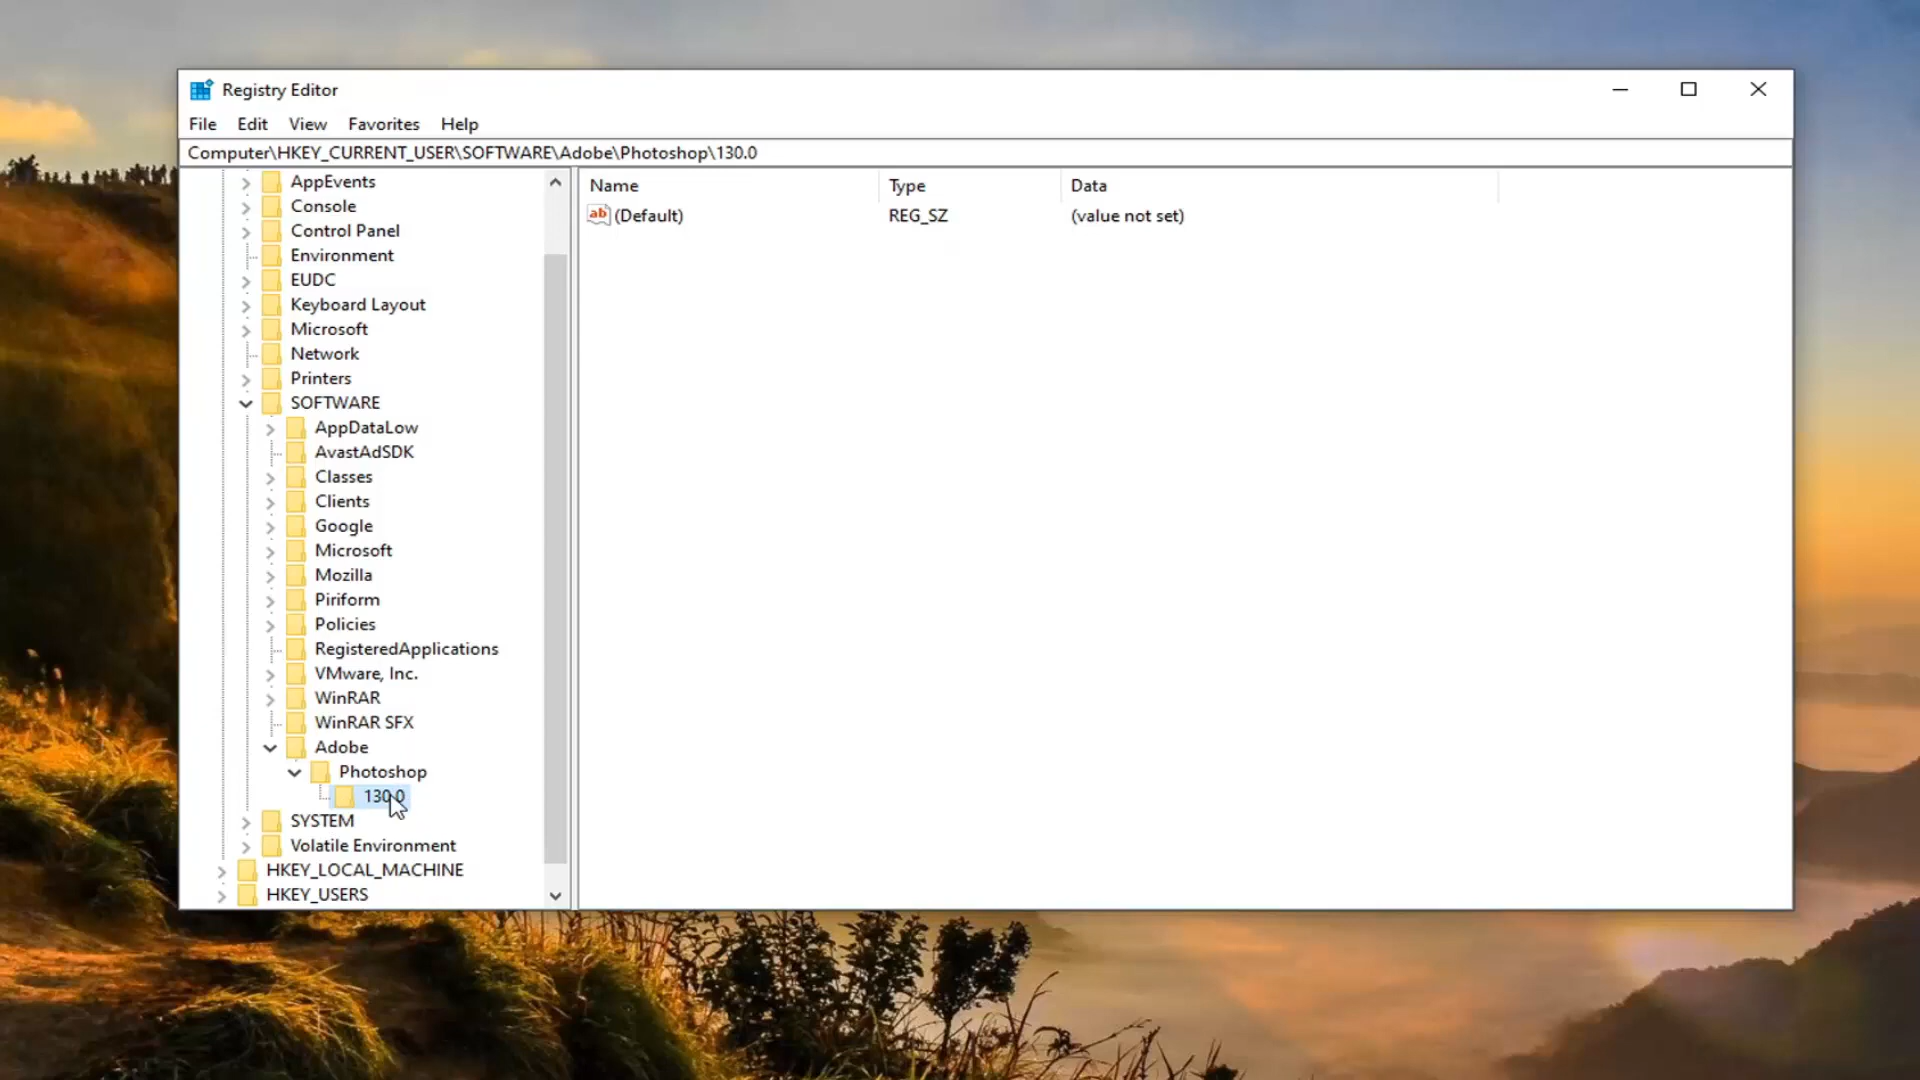 Registry Editor
File Edit View Favorites Help
Computer\HKEY_CURRENT_USER\SOFTWARE\Adobe\Photoshop\130.0
AppEvents
Console
Control Panel
Environment
EUDC
Keyboard Layout
Microsoft
Network
Printers
SOFTWARE
AppDataLow
AvastAdSDK
Classes
Clients
Google
Microsoft
Mozilla
Piriform
Policies
RegisteredApplications
VMware, Inc.
WinRAR
WinRAR SFX
Adobe
Photoshop
130.0
SYSTEM
Volatile Environment
HKEY_LOCAL_MACHINE
HKEY_USERS
Name Type Data
ab (Default) REG_SZ (value not set)